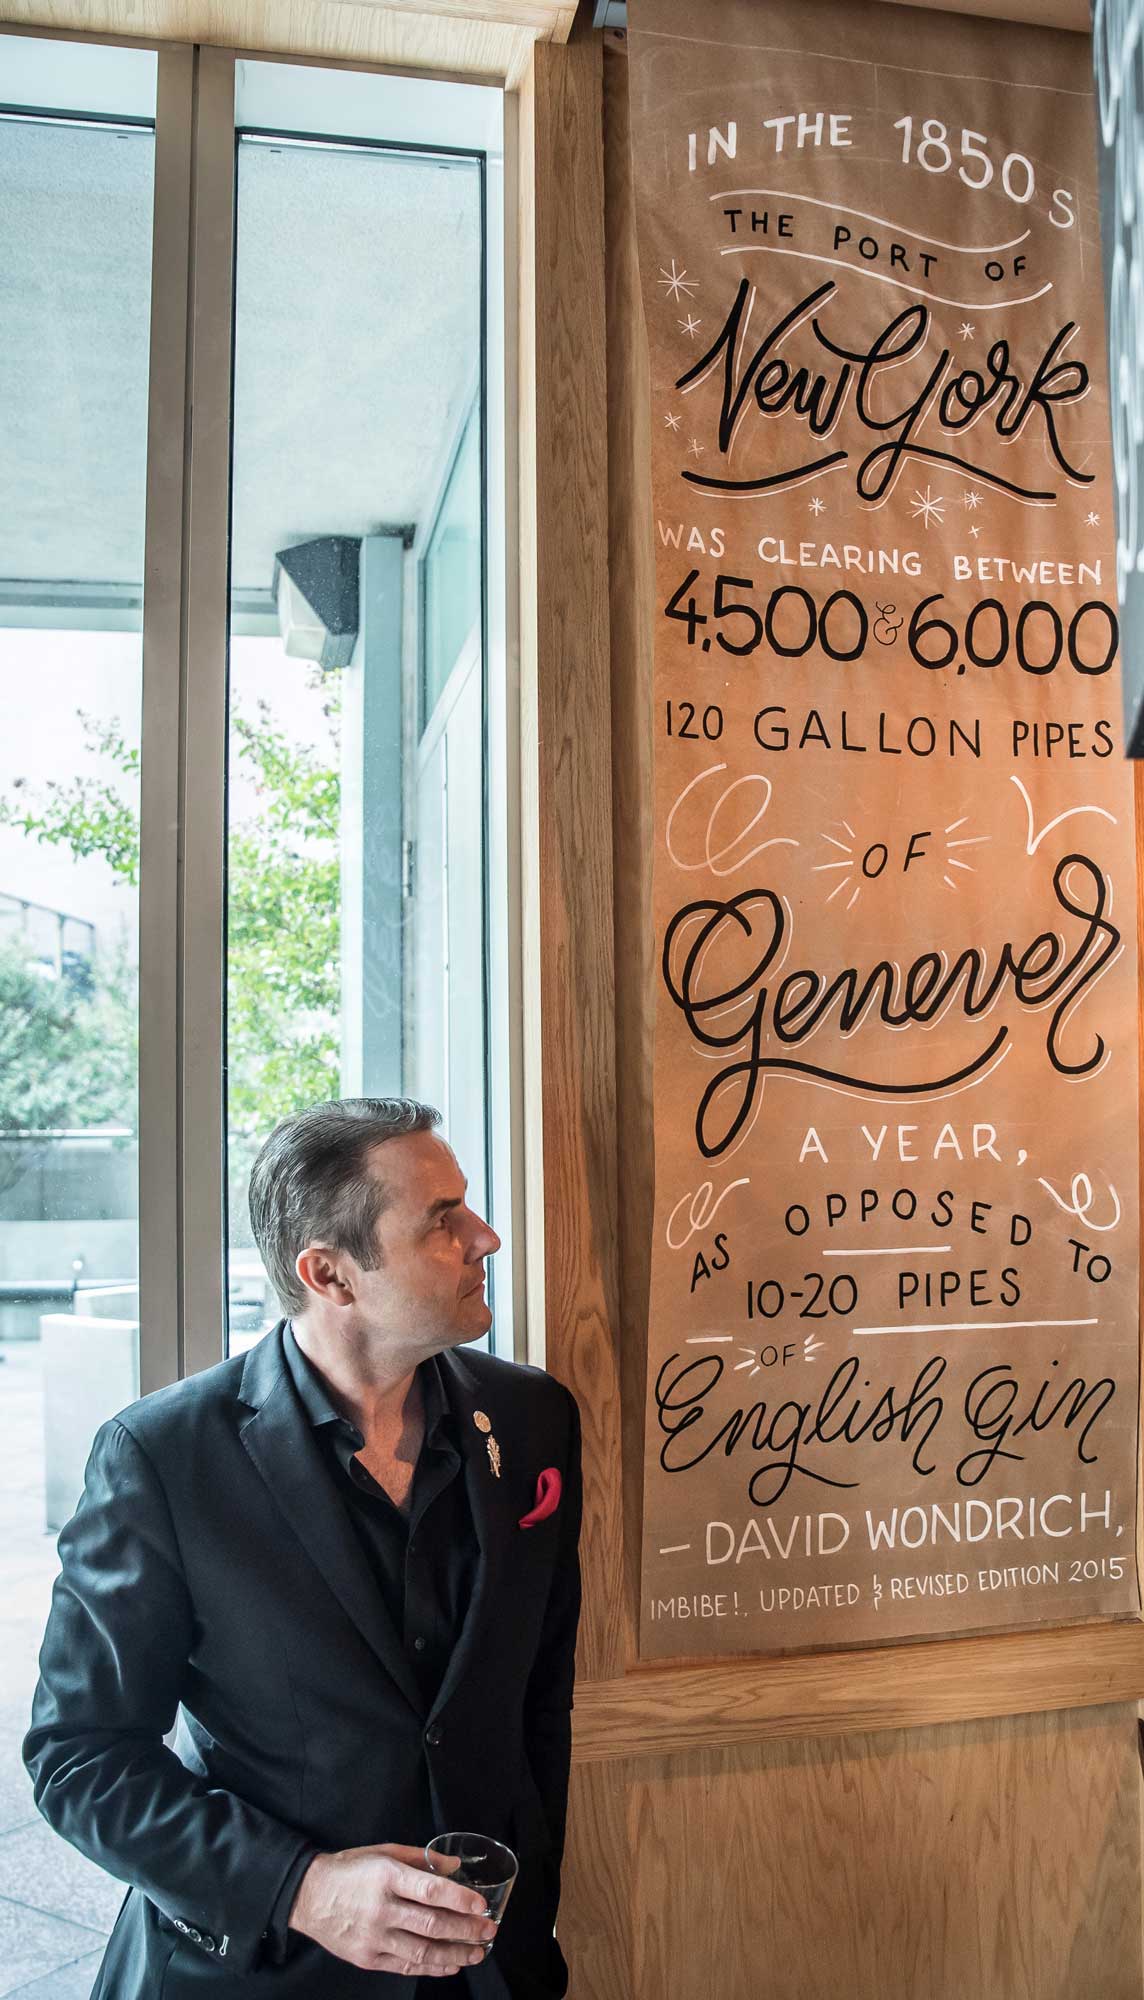 IN THE 1850s
THE PORT OF
New York
WAS CLEARING BETWEEN
4,500 & 6,000
120 GALLON PIPES
OF
Genever
A YEAR,
AS OPPOSED TO
10-20 PIPES
OF
English Gin
— DAVID WONDRICH,
IMBIBE!, UPDATED & REVISED EDITION 2015